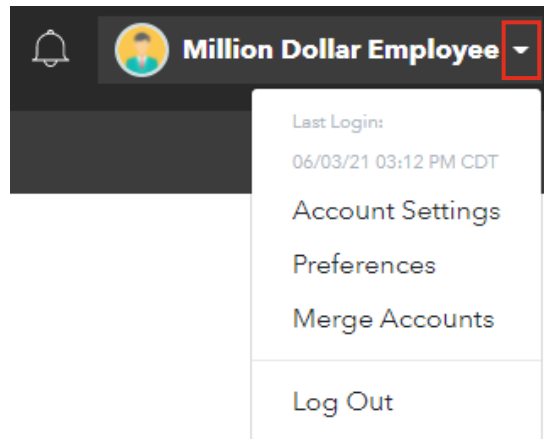 Million Dollar Employee
Last Login:
06/03/21 03:12 PM CDT
Account Settings
Preferences
Merge Accounts
Log Out